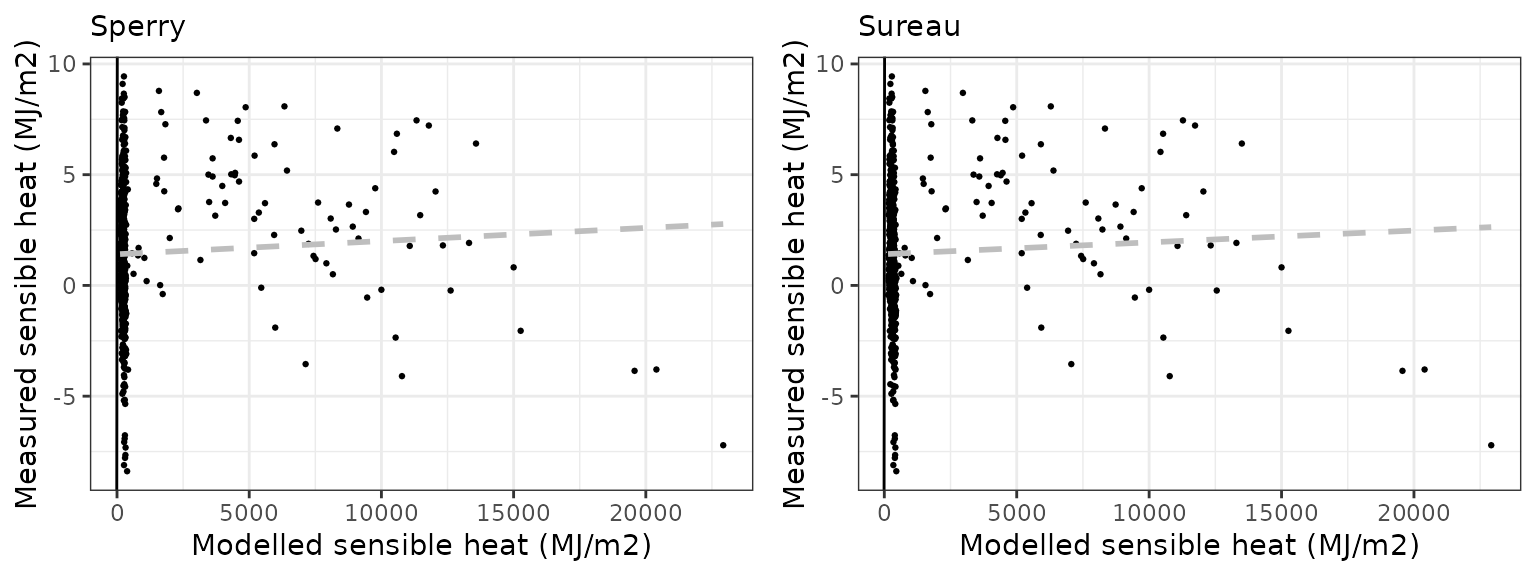 Sperry
Measured sensible heat (MJ/m2)
10
5
0
-5
0 5000 10000 15000 20000
Modelled sensible heat (MJ/m2)
Sureau
Measured sensible heat (MJ/m2)
10
5
0
-5
0 5000 10000 15000 20000
Modelled sensible heat (MJ/m2)